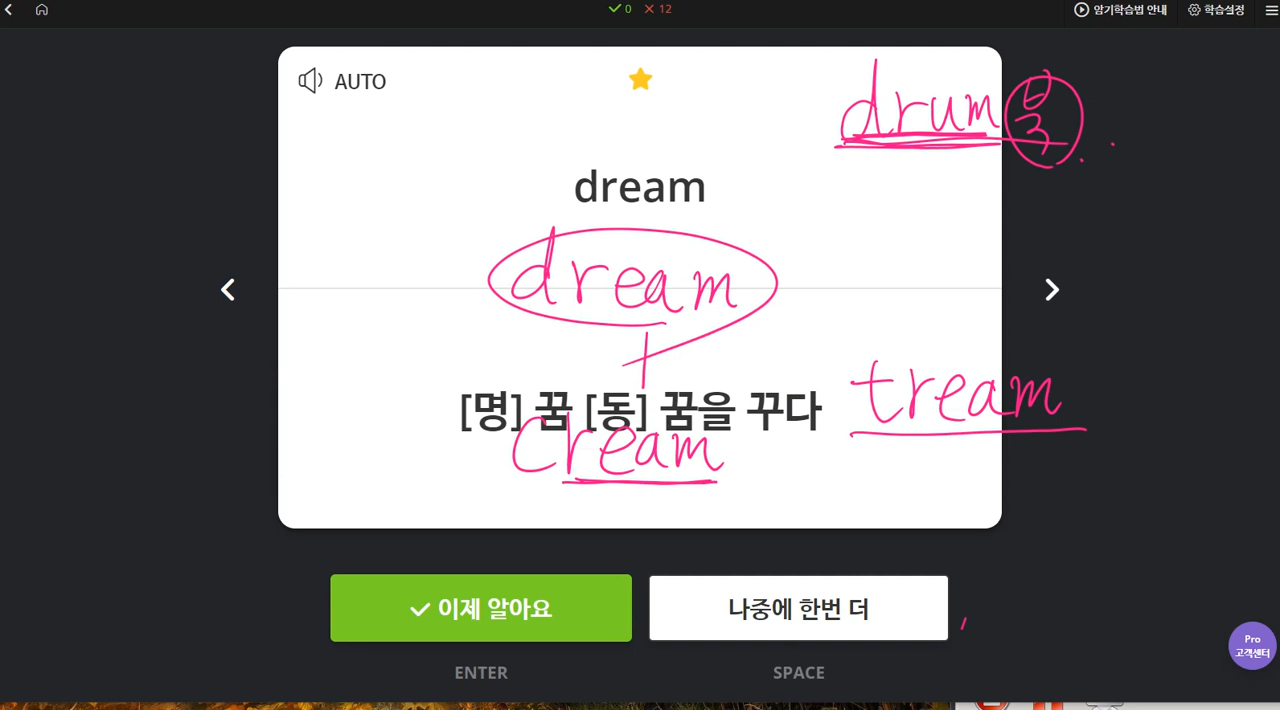 0 12 암기학습법 안내 학습설정
AUTO
drum 북
dream
dream
[명] 꿈 [동] 꿈을 꾸다
tream
cream
이제 알아요 나중에 한번 더
ENTER SPACE
Pro
고객센터